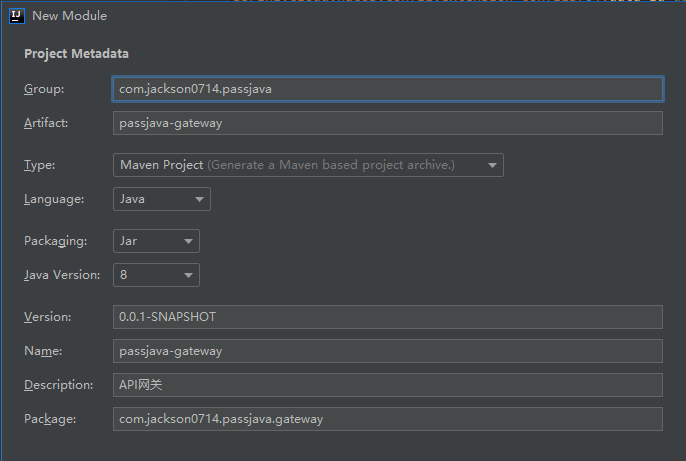 New Module
Project Metadata
Group: com.jackson0714.passjava
Artifact: passjava-gateway
Type: Maven Project (Generate a Maven based project archive.)
Language: Java
Packaging: Jar
Java Version: 8
Version: 0.0.1-SNAPSHOT
Name: passjava-gateway
Description: API网关
Package: com.jackson0714.passjava.gateway